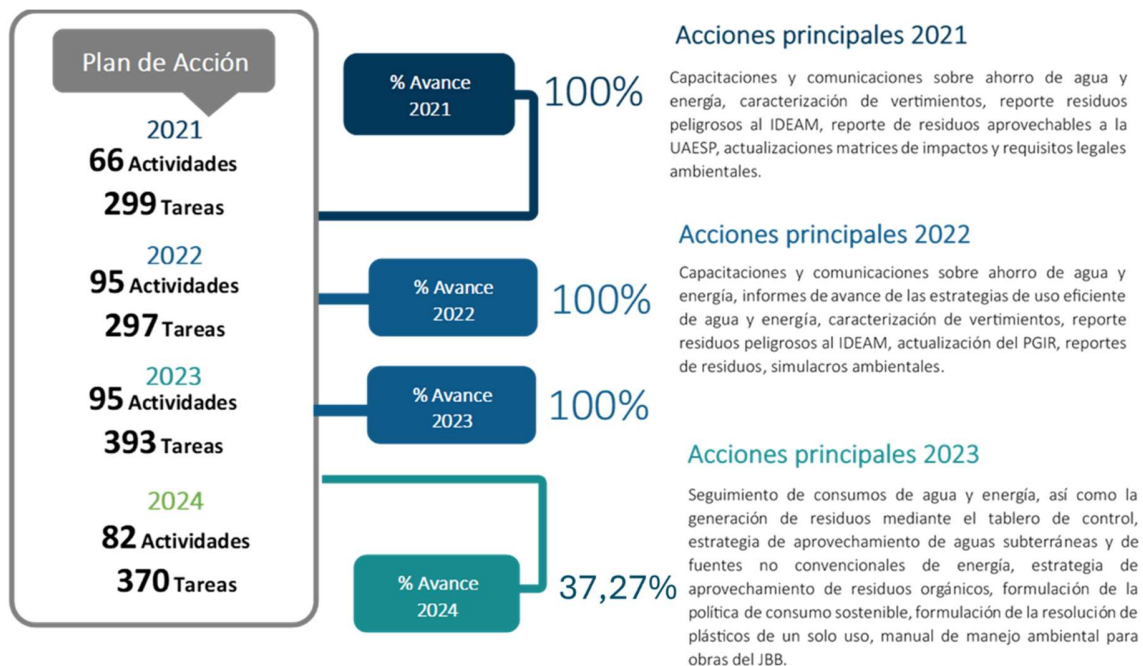 Plan de Acción
2021
66 Actividades
299 Tareas
2022
95 Actividades
297 Tareas
2023
95 Actividades
393 Tareas
2024
82 Actividades
370 Tareas
% Avance
2021
100%
% Avance
2022
100%
% Avance
2023
100%
% Avance
2024
37,27%
Acciones principales 2021
Capacitaciones y comunicaciones sobre ahorro de agua y
energía, caracterización de vertimientos, reporte residuos
peligrosos al IDEAM, reporte de residuos aprovechables a la
UAESP, actualizaciones matrices de impactos y requisitos legales
ambientales.
Acciones principales 2022
Capacitaciones y comunicaciones sobre ahorro de agua y
energía, informes de avance de las estrategias de uso eficiente
de agua y energía, caracterización de vertimientos, reporte
residuos peligrosos al IDEAM, actualización del PGIR, reportes
de residuos, simulacros ambientales.
Acciones principales 2023
Seguimiento de consumos de agua y energía, así como la
generación de residuos mediante el tablero de control,
estrategia de aprovechamiento de aguas subterráneas y de
fuentes no convencionales de energía, estrategia de
aprovechamiento de residuos orgánicos, formulación de la
política de consumo sostenible, formulación de la resolución de
plásticos de un solo uso, manual de manejo ambiental para
obras del JBB.